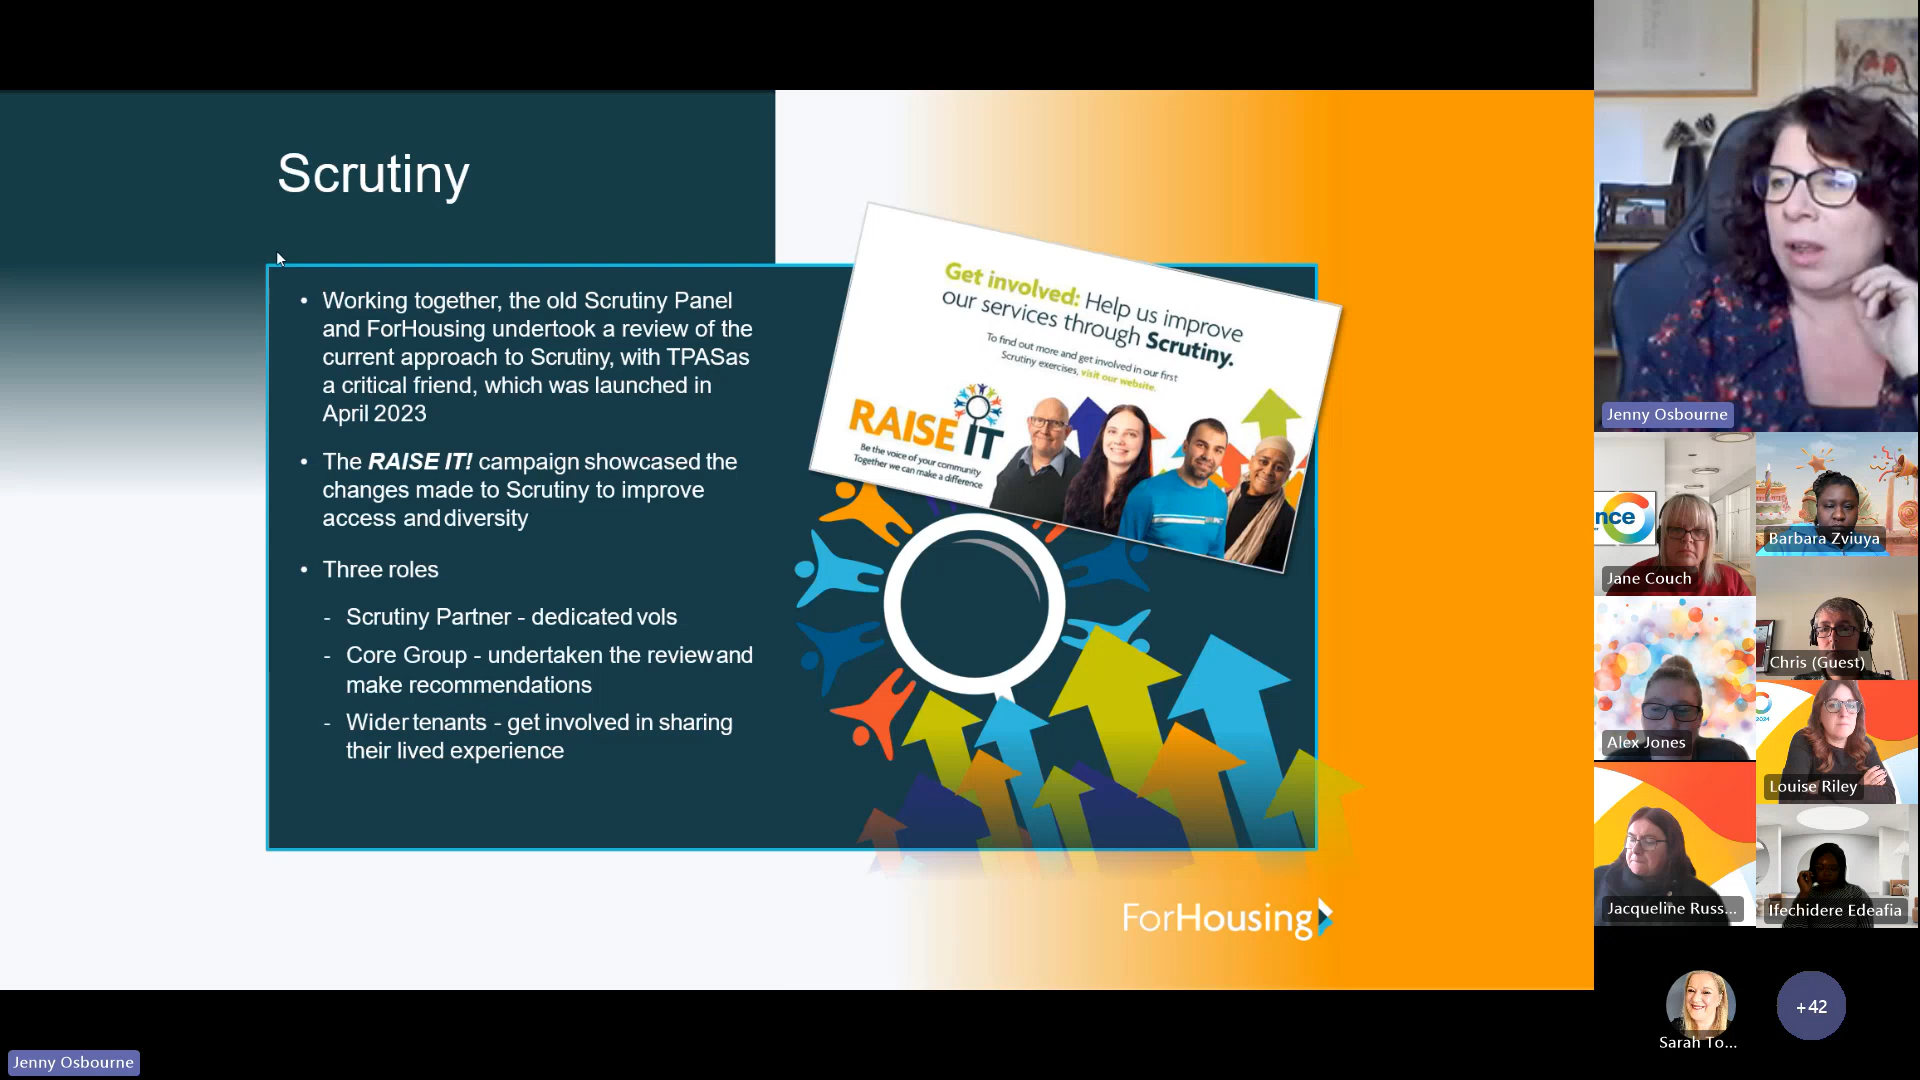 Scrutiny
• Working together, the old Scrutiny Panel
and ForHousing undertook a review of the
current approach to Scrutiny, with TPASas
a critical friend, which was launched in
April 2023
• The RAISE IT! campaign showcased the
changes made to Scrutiny to improve
access anddiversity
• Three roles
- Scrutiny Partner - dedicated vols
- Core Group - undertaken the reviewand
make recommendations
- Wider tenants - get involved in sharing
their lived experience
Get involved: Help us improve
our services through Scrutiny.
To find out more and get involved in our first
Scrutiny exercises, visit our website.
RAISE IT
Be the voice of your community
Together we can make a difference
ForHousing
Jenny Osbourne
nce
Jane Couch
Barbara Zviuya
Chris (Guest)
Alex Jones
2024
Louise Riley
Jacqueline Russ...
Ifechidere Edeafia
Sarah To...
+42
Jenny Osbourne